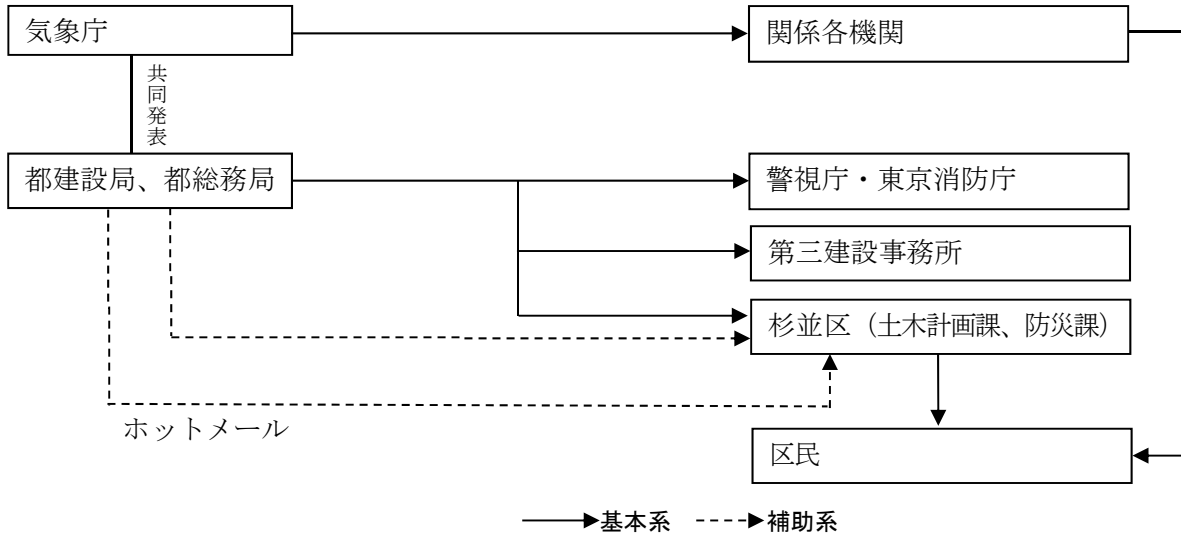 気象庁
関係各機関
共同発表
都建設局、都総務局
警視庁・東京消防庁
第三建設事務所
杉並区（土木計画課、防災課）
ホットメール
区民
基本系
補助系